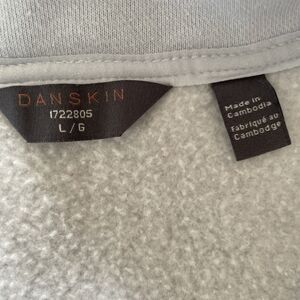 DANSKIN
1722805
L / G
Made in
Cambodia
Fabriqué au
Cambodge